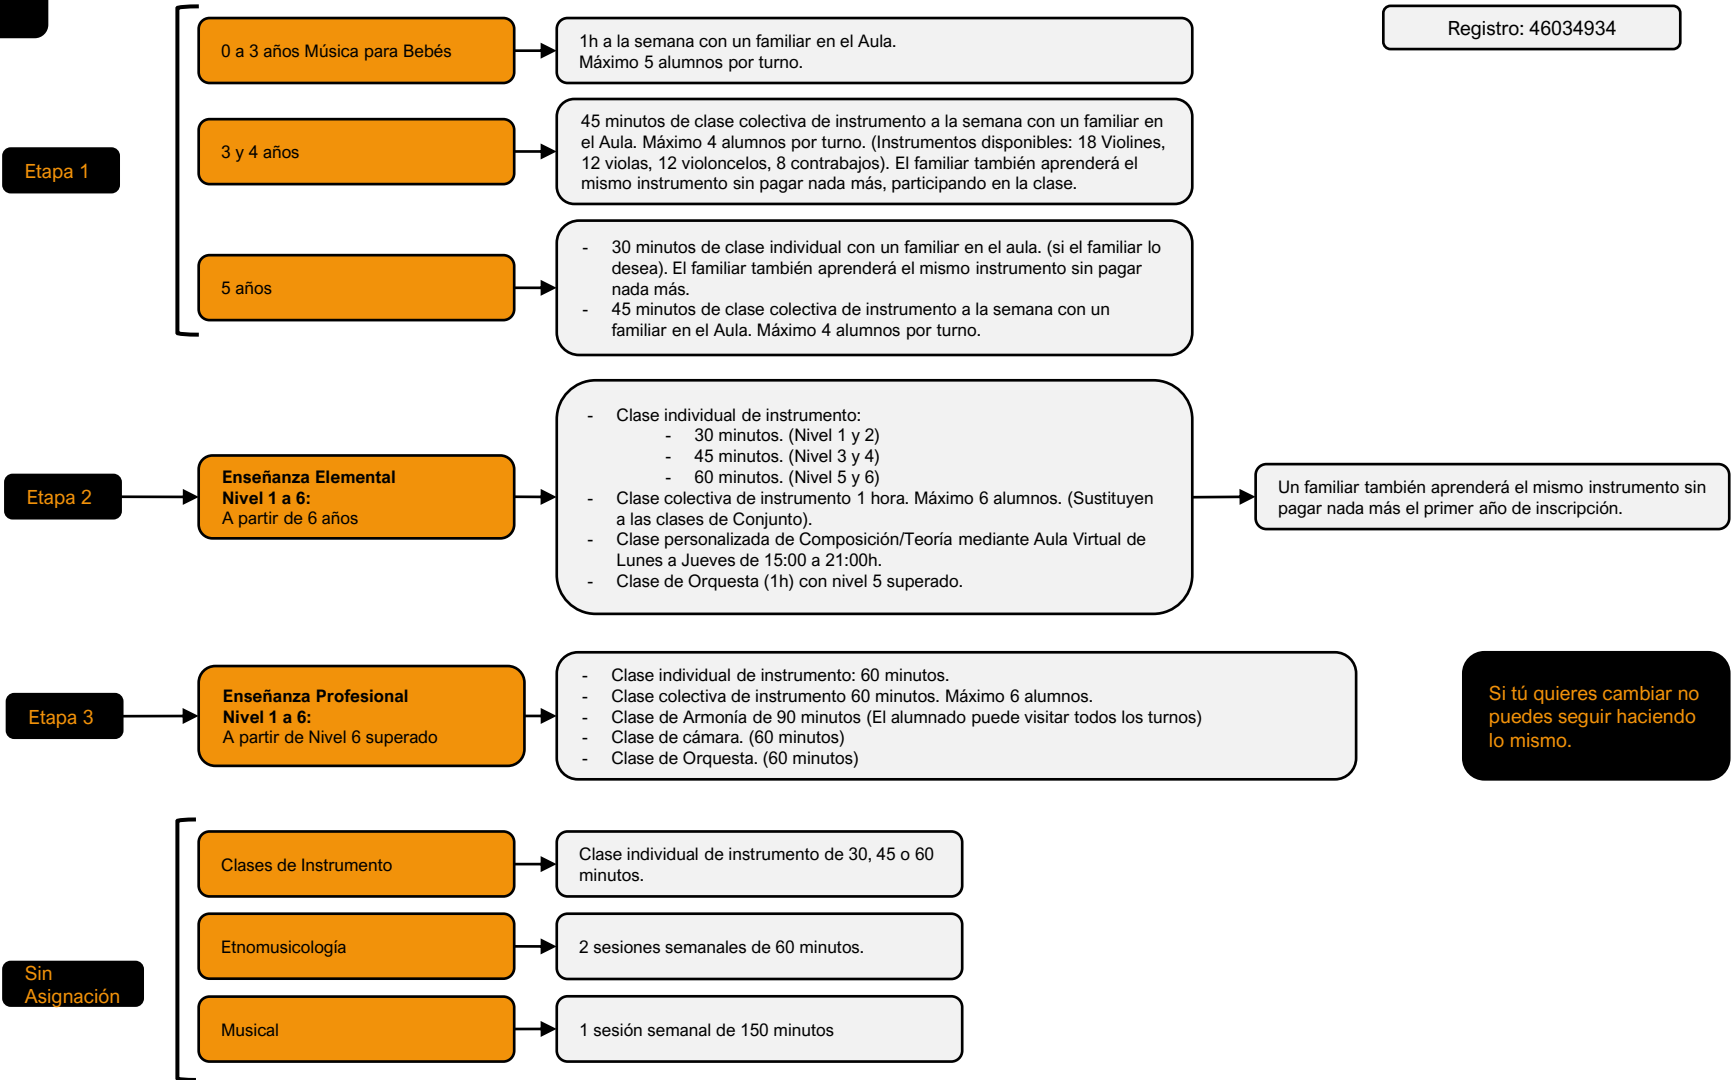 Registro: 46034934
Etapa 1
0 a 3 años Música para Bebés
1h a la semana con un familiar en el Aula.
Máximo 5 alumnos por turno.
3 y 4 años
45 minutos de clase colectiva de instrumento a la semana con un familiar en
el Aula. Máximo 4 alumnos por turno. (Instrumentos disponibles: 18 Violines,
12 violas, 12 violoncelos, 8 contrabajos). El familiar también aprenderá el
mismo instrumento sin pagar nada más, participando en la clase.
5 años
- 30 minutos de clase individual con un familiar en el aula. (si el familiar lo
desea). El familiar también aprenderá el mismo instrumento sin pagar
nada más.
- 45 minutos de clase colectiva de instrumento a la semana con un
familiar en el Aula. Máximo 4 alumnos por turno.
Etapa 2
Enseñanza Elemental
Nivel 1 a 6:
A partir de 6 años
- Clase individual de instrumento:
- 30 minutos. (Nivel 1 y 2)
- 45 minutos. (Nivel 3 y 4)
- 60 minutos. (Nivel 5 y 6)
- Clase colectiva de instrumento 1 hora. Máximo 6 alumnos. (Sustituyen
a las clases de Conjunto).
- Clase personalizada de Composición/Teoría mediante Aula Virtual de
Lunes a Jueves de 15:00 a 21:00h.
- Clase de Orquesta (1h) con nivel 5 superado.
Un familiar también aprenderá el mismo instrumento sin
pagar nada más el primer año de inscripción.
Etapa 3
Enseñanza Profesional
Nivel 1 a 6:
A partir de Nivel 6 superado
- Clase individual de instrumento: 60 minutos.
- Clase colectiva de instrumento 60 minutos. Máximo 6 alumnos.
- Clase de Armonía de 90 minutos (El alumnado puede visitar todos los turnos)
- Clase de cámara. (60 minutos)
- Clase de Orquesta. (60 minutos)
Si tú quieres cambiar no
puedes seguir haciendo
lo mismo.
Sin
Asignación
Clases de Instrumento
Clase individual de instrumento de 30, 45 o 60
minutos.
Etnomusicología
2 sesiones semanales de 60 minutos.
Musical
1 sesión semanal de 150 minutos